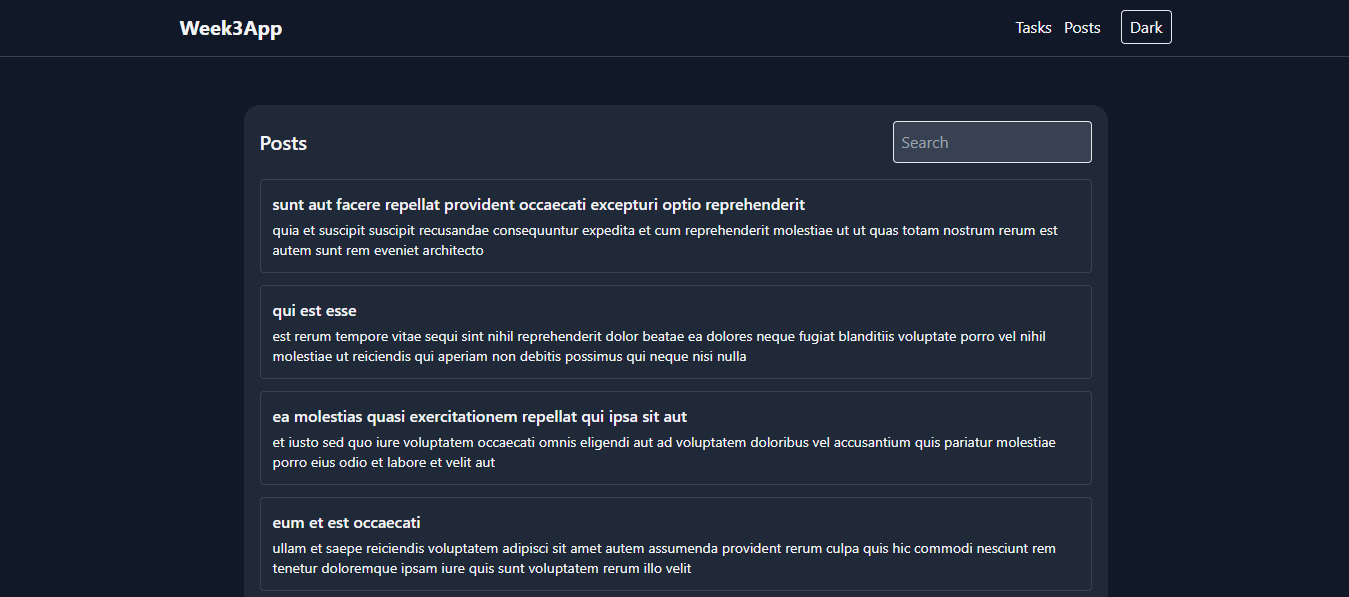 Week3App
Tasks Posts Dark
Posts
Search
sunt aut facere repellat provident occaecati excepturi optio reprehenderit
quia et suscipit suscipit recusandae consequuntur expedita et cum reprehenderit molestiae ut ut quas totam nostrum rerum est
autem sunt rem eveniet architecto
qui est esse
est rerum tempore vitae sequi sint nihil reprehenderit dolor beatae ea dolores neque fugiat blanditiis voluptate porro vel nihil
molestiae ut reiciendis qui aperiam non debitis possimus qui neque nisi nulla
ea molestias quasi exercitationem repellat qui ipsa sit aut
et iusto sed quo iure voluptatem occaecati omnis eligendi aut ad voluptatem doloribus vel accusantium quis pariatur molestiae
porro eius odio et labore et velit aut
eum et est occaecati
ullam et saepe reiciendis voluptatem adipisci sit amet autem assumenda provident rerum culpa quis hic commodi nesciunt rem
tenetur doloremque ipsam iure quis sunt voluptatem rerum illo velit